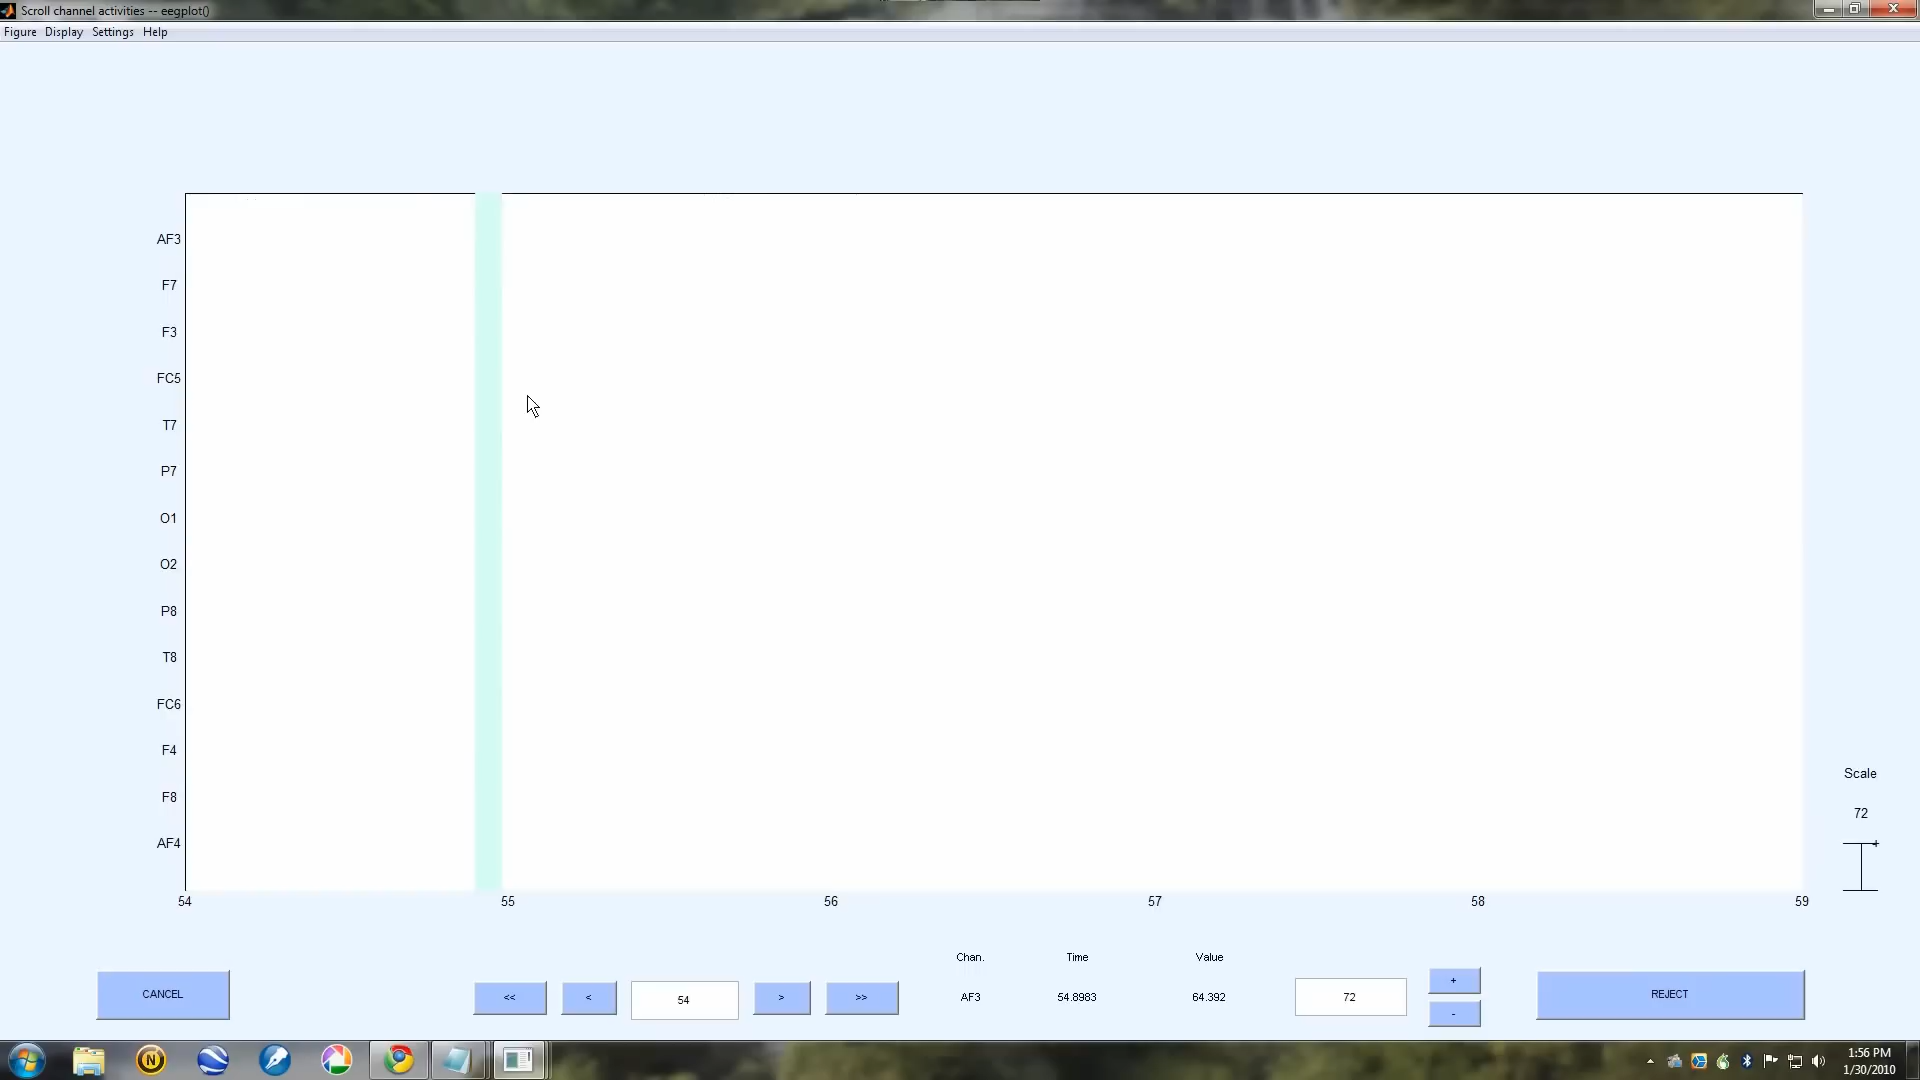 Scroll channel activities -- eegplot()
Figure Display Settings Help
AF3
F7
F3
FC5
T7
P7
O1
O2
P8
T8
FC6
F4
F8
AF4
54 55 56 57 58 59
Scale
72
+
Chan. Time Value
CANCEL << < 54 > >> AF3 54.8983 64.392 72 + - REJECT
1:56 PM
1/30/2010